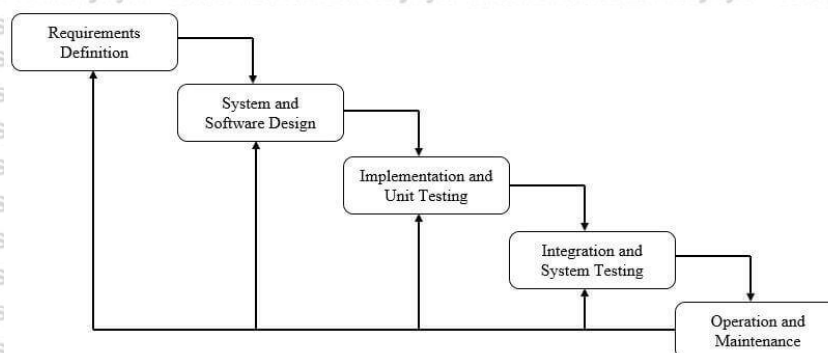 Requirements
Definition
System and
Software Design
Implementation and
Unit Testing
Integration and
System Testing
Operation and
Maintenance